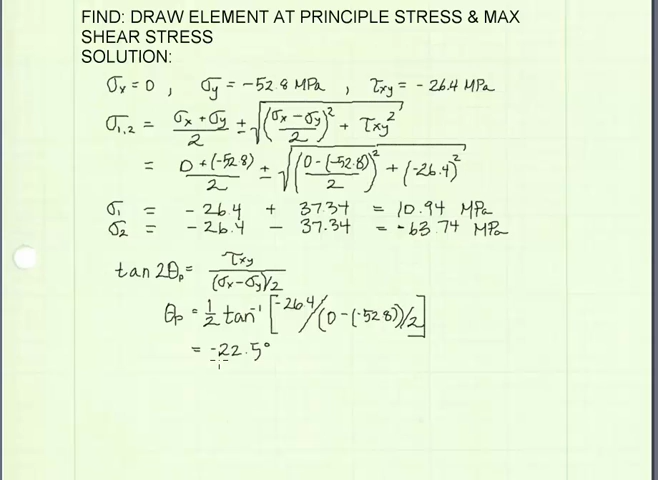 FIND: DRAW ELEMENT AT PRINCIPLE STRESS & MAX
SHEAR STRESS
SOLUTION:
σx = 0 , σy = -52.8 MPa , τxy = -26.4 MPa
σ1,2 = (σx + σy)/2 ± √(((σx - σy)/2)² + τxy²)
= (0 + (-52.8))/2 ± √(((0 - (-52.8))/2)² + (-26.4)²)
σ1 = -26.4 + 37.34 = 10.94 MPa
σ2 = -26.4 - 37.34 = -63.74 MPa
tan 2θp = τxy/((σx - σy)/2)
θp = 1/2 tan⁻¹ [-26.4/(0 - (-52.8))/2]
= -22.5°